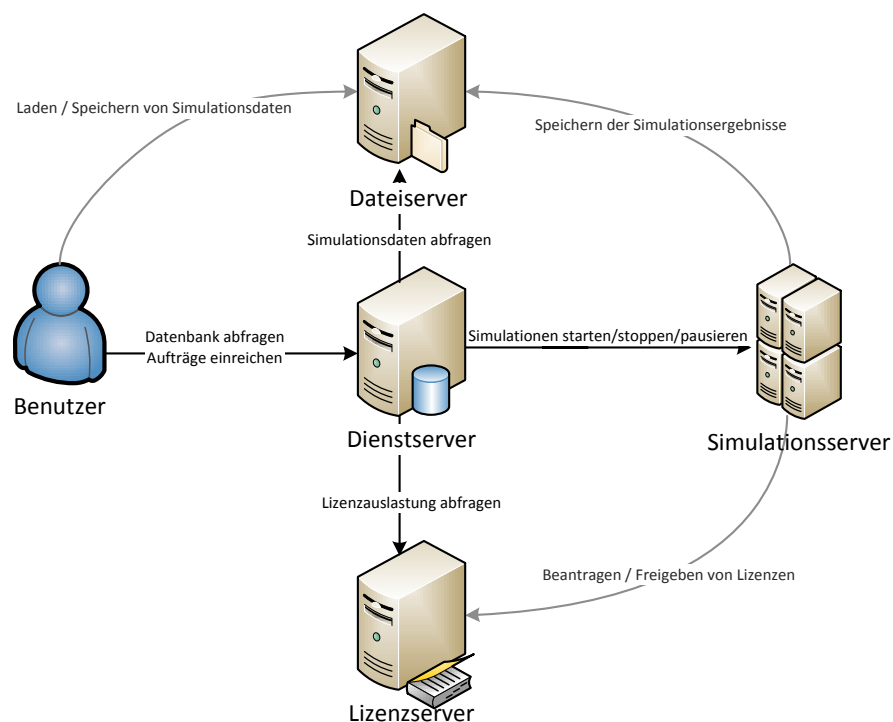 Laden / Speichern von Simulationsdaten
Speichern der Simulationsergebnisse
Dateiserver
Simulationsdaten abfragen
Datenbank abfragen
Aufträge einreichen
Simulationen starten/stoppen/pausieren
Benutzer
Dienstserver
Simulationsserver
Lizenzauslastung abfragen
Beantragen / Freigeben von Lizenzen
Lizenzserver